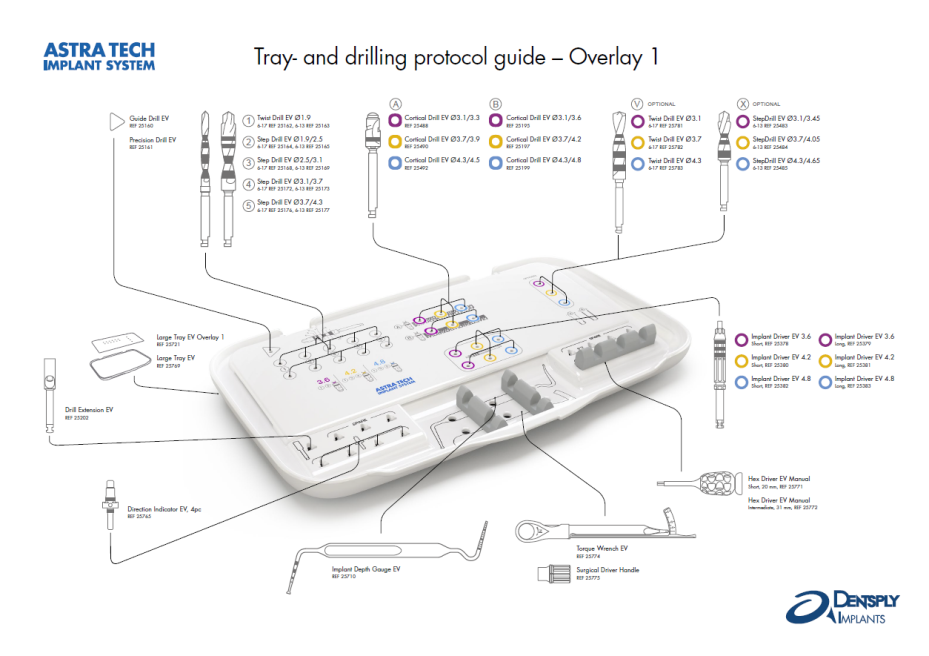 ASTRA TECH
IMPLANT SYSTEM
Tray- and drilling protocol guide – Overlay 1
Guide Drill EV
REF 25160
Precision Drill EV
REF 25161
1 Twist Drill EV Ø1.9
6-17 REF 25162, 6-13 REF 25163
2 Step Drill EV Ø1.9/2.5
6-17 REF 25164, 6-13 REF 25165
3 Step Drill EV Ø2.5/3.1
6-17 REF 25168, 6-13 REF 25169
4 Step Drill EV Ø3.1/3.7
6-17 REF 25172, 6-13 REF 25173
5 Step Drill EV Ø3.7/4.3
6-17 REF 25176, 6-13 REF 25177
A
Cortical Drill EV Ø3.1/3.3
REF 25488
Cortical Drill EV Ø3.7/3.9
REF 25490
Cortical Drill EV Ø4.3/4.5
REF 25492
B
Cortical Drill EV Ø3.1/3.6
REF 25195
Cortical Drill EV Ø3.7/4.2
REF 25197
Cortical Drill EV Ø4.3/4.8
REF 25199
V OPTIONAL
Twist Drill EV Ø3.1
6-17 REF 25781
Twist Drill EV Ø3.7
6-17 REF 25782
Twist Drill EV Ø4.3
6-17 REF 25783
X OPTIONAL
StepDrill EV Ø3.1/3.45
6-13 REF 25483
StepDrill EV Ø3.7/4.05
6-13 REF 25484
StepDrill EV Ø4.3/4.65
6-13 REF 25485
Large Tray EV Overlay 1
REF 25721
Large Tray EV
REF 25769
3.6
4.2
4.8
ASTRA TECH
IMPLANT SYSTEM
Implant Driver EV 3.6
Short, REF 25378
Implant Driver EV 4.2
Short, REF 25380
Implant Driver EV 4.8
Short, REF 25382
Implant Driver EV 3.6
Long, REF 25379
Implant Driver EV 4.2
Long, REF 25381
Implant Driver EV 4.8
Long, REF 25383
Drill Extension EV
REF 25202
Direction Indicator EV, 4pc
REF 25765
Implant Depth Gauge EV
REF 25710
Torque Wrench EV
REF 25774
Surgical Driver Handle
REF 25775
Hex Driver EV Manual
Short, 20 mm, REF 25771
Hex Driver EV Manual
Intermediate, 31 mm, REF 25772
DENTSPLY
IMPLANTS